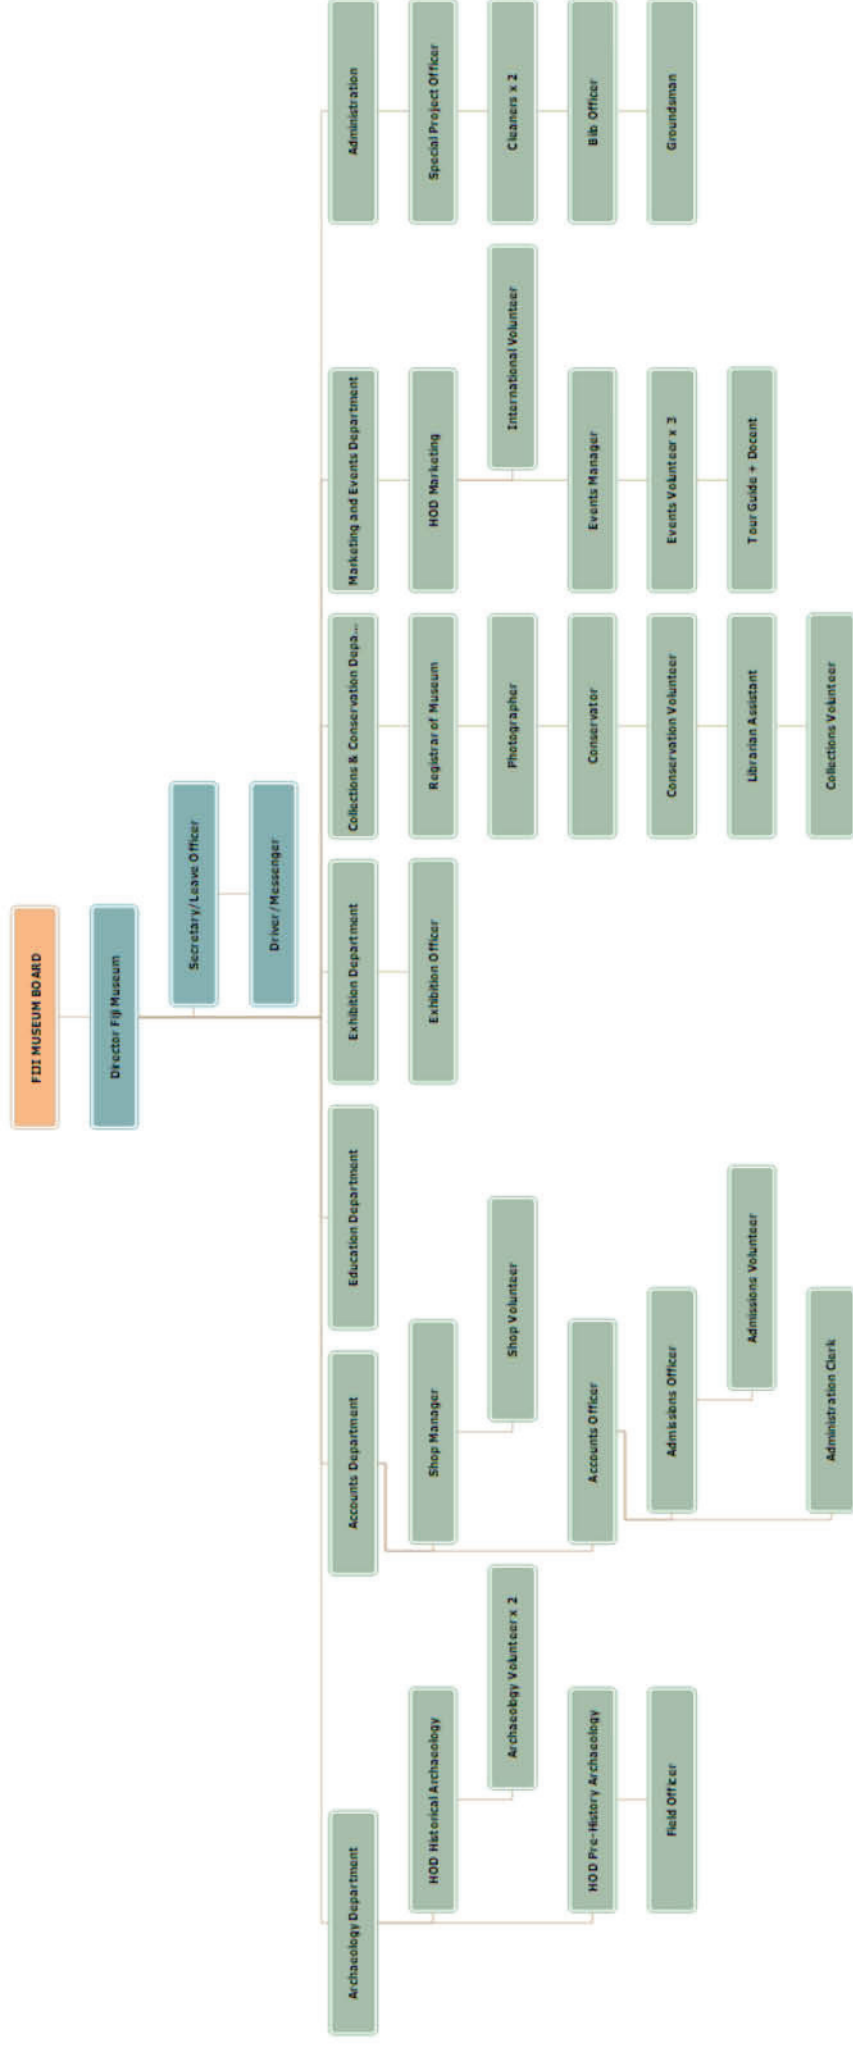 FIJI MUSEUM BOARD
Director Fiji Museum
Secretary/Leave Officer
Driver/Messenger
Archaeology Department
HOD Historical Archaeology
Archaeology Volunteer x 2
HOD Pre-History Archaeology
Field Officer
Accounts Department
Shop Manager
Shop Volunteer
Accounts Officer
Admissions Officer
Admissions Volunteer
Administration Clerk
Education Department
Exhibition Department
Exhibition Officer
Collections & Conservation Depa...
Registrar of Museum
Photographer
Conservator
Conservation Volunteer
Librarian Assistant
Collections Volunteer
Marketing and Events Department
HOD Marketing
International Volunteer
Events Manager
Events Volunteer x 3
Tour Guide + Docent
Administration
Special Project Officer
Cleaners x 2
Bib Officer
Groundsman